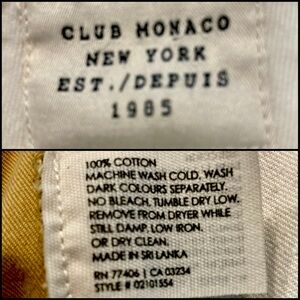 CLUB MONACO
NEW YORK
EST./DEPUIS
1985
100% COTTON
MACHINE WASH COLD, WASH
DARK COLOURS SEPARATELY.
NO BLEACH, TUMBLE DRY LOW.
REMOVE FROM DRYER WHILE
STILL DAMP, LOW IRON.
OR DRY CLEAN.
MADE IN SRI LANKA
RN 77406 | CA 03234
STYLE # 02101554